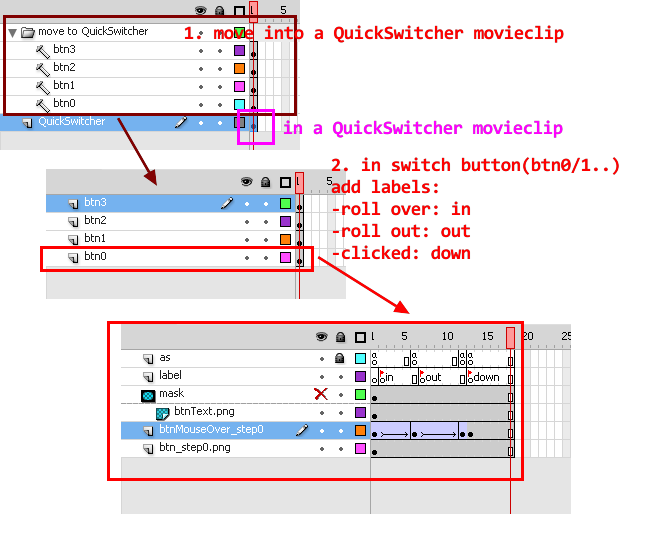 5
move to QuickSwitcher
1. move into a QuickSwitcher movieclip
btn3
btn2
btn1
btn0
QuickSwitcher
in a QuickSwitcher movieclip
2. in switch button(btn0/1..)
add labels:
-roll over: in
-roll out: out
-clicked: down
5
btn3
btn2
btn1
btn0
5 10 15 20 25
as a a a a
label in out down
mask
btnText.png
btnMouseOver_step0
btn_step0.png